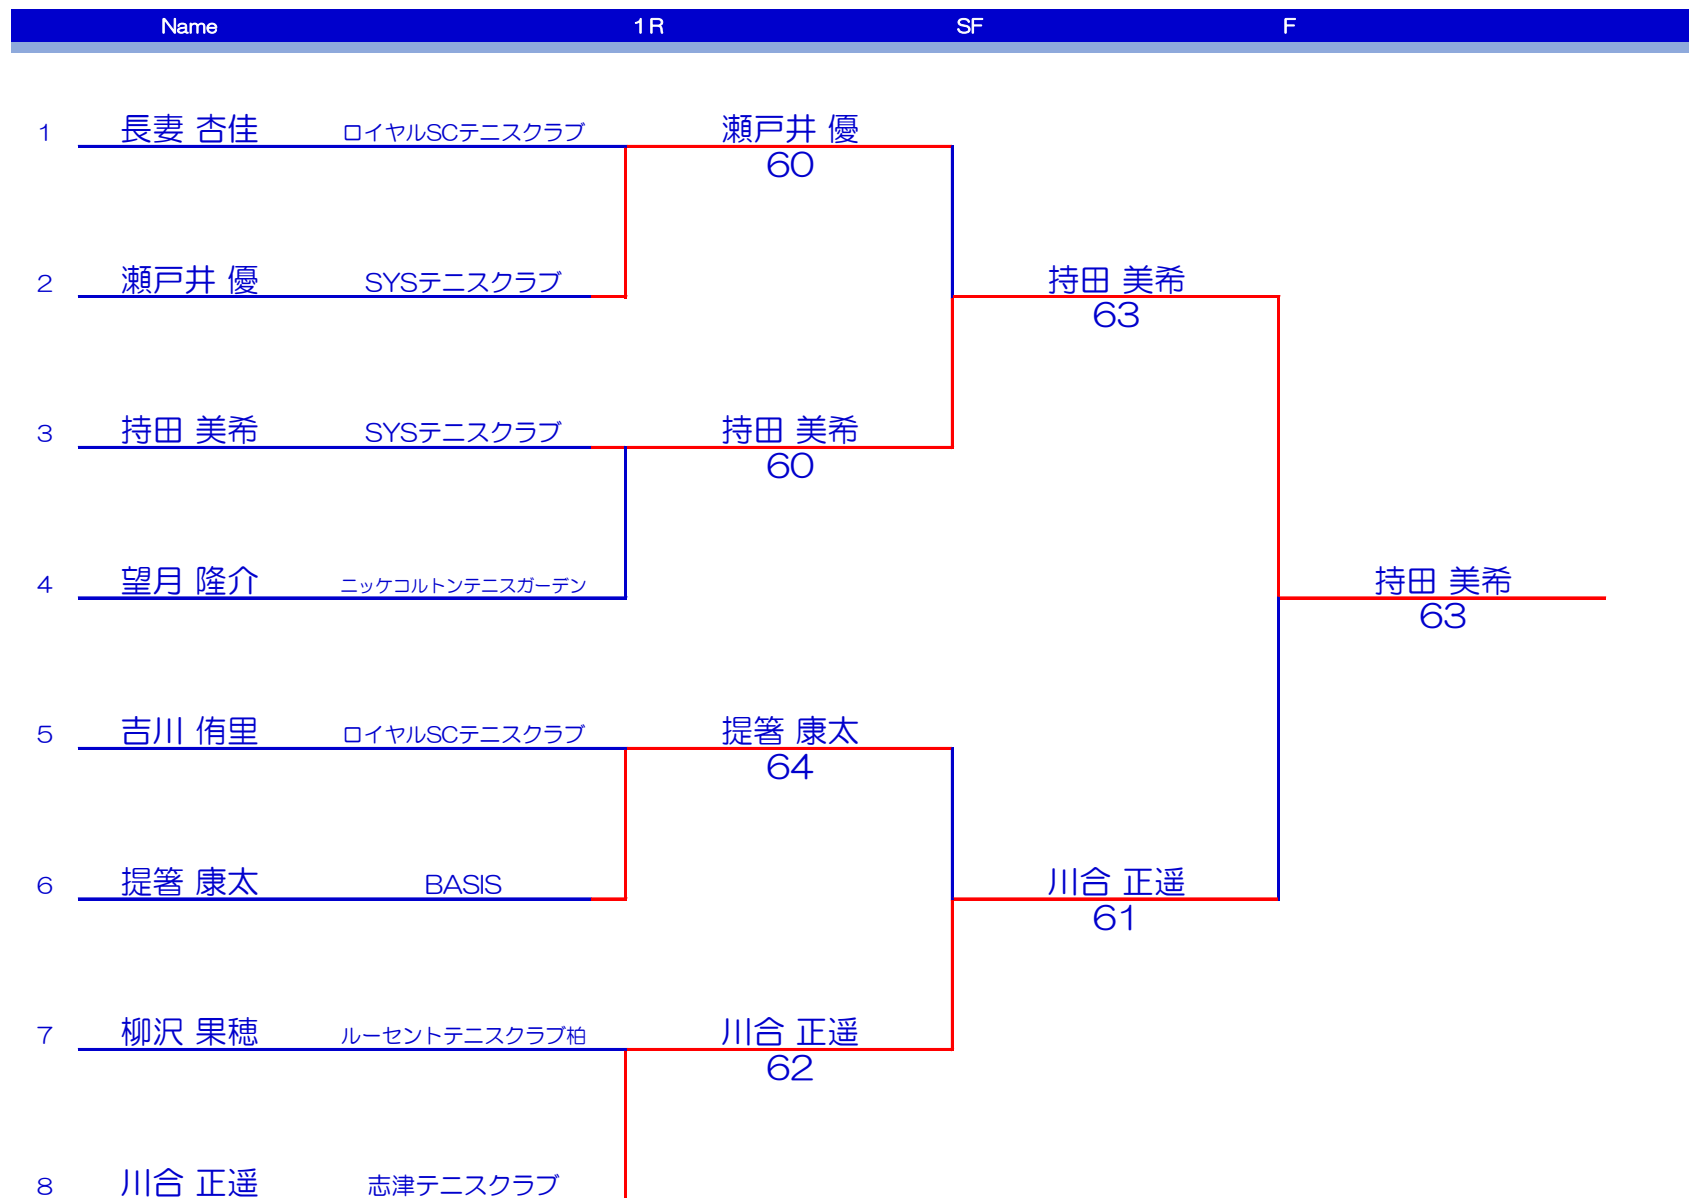 Name 1R SF F
1 長妻 杏佳 ロイヤルSCテニスクラブ 瀬戸井 優
60
2 瀬戸井 優 SYSテニスクラブ 持田 美希
63
3 持田 美希 SYSテニスクラブ 持田 美希
60
4 望月 隆介 ニッケコルトンテニスガーデン 持田 美希
63
5 吉川 侑里 ロイヤルSCテニスクラブ 提箸 康太
64
6 提箸 康太 BASIS 川合 正遥
61
7 柳沢 果穂 ルーセントテニスクラブ柏 川合 正遥
62
8 川合 正遥 志津テニスクラブ